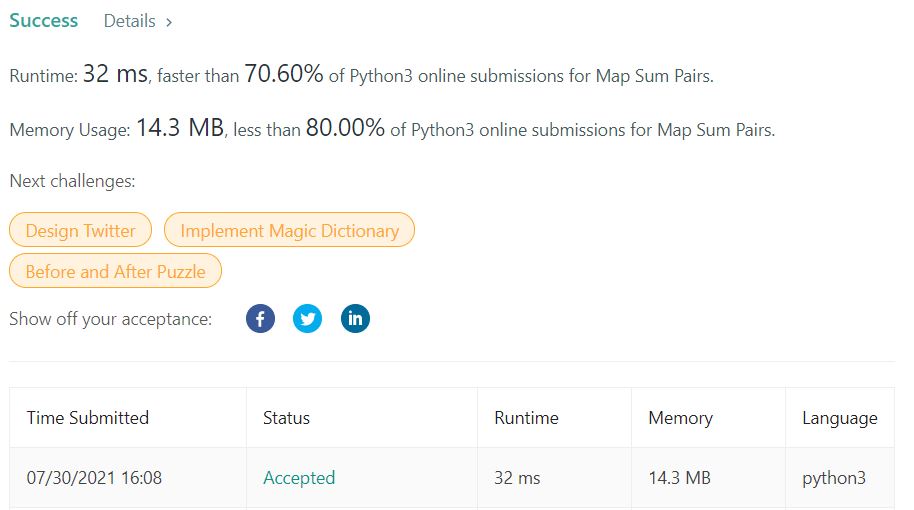 Success Details >
Runtime: 32 ms, faster than 70.60% of Python3 online submissions for Map Sum Pairs.
Memory Usage: 14.3 MB, less than 80.00% of Python3 online submissions for Map Sum Pairs.
Next challenges:
Design Twitter Implement Magic Dictionary
Before and After Puzzle
Show off your acceptance: f in
Time Submitted Status Runtime Memory Language
07/30/2021 16:08 Accepted 32 ms 14.3 MB python3